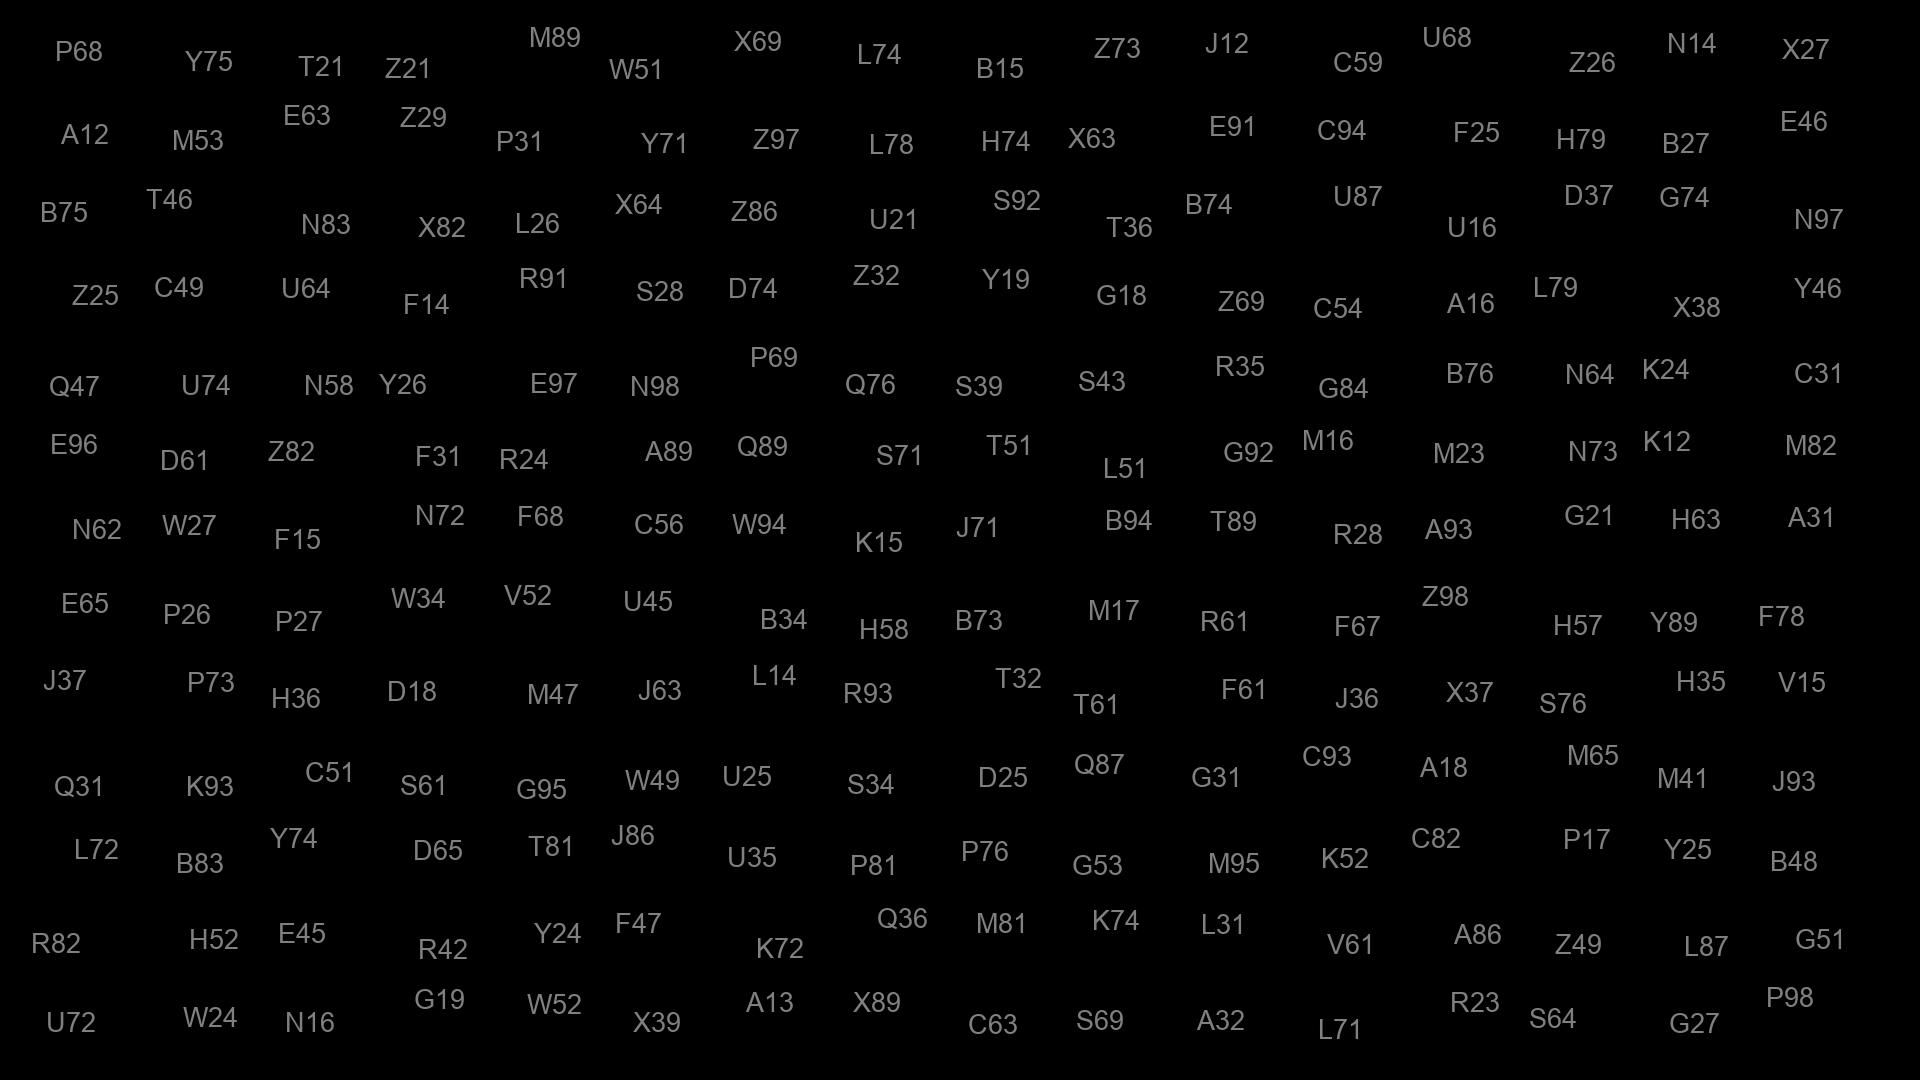 P68 Y75 T21 Z21 M89 W51 X69 L74 B15 Z73 J12 C59 U68 Z26 N14 X27
A12 M53 E63 Z29 P31 Y71 Z97 L78 H74 X63 E91 C94 F25 H79 B27 E46
B75 T46 N83 X82 L26 X64 Z86 U21 S92 T36 B74 U87 U16 D37 G74 N97
Z25 C49 U64 F14 R91 S28 D74 Z32 Y19 G18 Z69 C54 A16 L79 X38 Y46
Q47 U74 N58 Y26 E97 N98 P69 Q76 S39 S43 R35 G84 B76 N64 K24 C31
E96 D61 Z82 F31 R24 A89 Q89 S71 T51 L51 G92 M16 M23 N73 K12 M82
N62 W27 F15 N72 F68 C56 W94 K15 J71 B94 T89 R28 A93 G21 H63 A31
E65 P26 P27 W34 V52 U45 B34 H58 B73 M17 R61 F67 Z98 H57 Y89 F78
J37 P73 H36 D18 M47 J63 L14 R93 T32 T61 F61 J36 X37 S76 H35 V15
Q31 K93 C51 S61 G95 W49 U25 S34 D25 Q87 G31 C93 A18 M65 M41 J93
L72 B83 Y74 D65 T81 J86 U35 P81 P76 G53 M95 K52 C82 P17 Y25 B48
R82 H52 E45 R42 Y24 F47 K72 Q36 M81 K74 L31 V61 A86 Z49 L87 G51
U72 W24 N16 G19 W52 X39 A13 X89 C63 S69 A32 L71 R23 S64 G27 P98